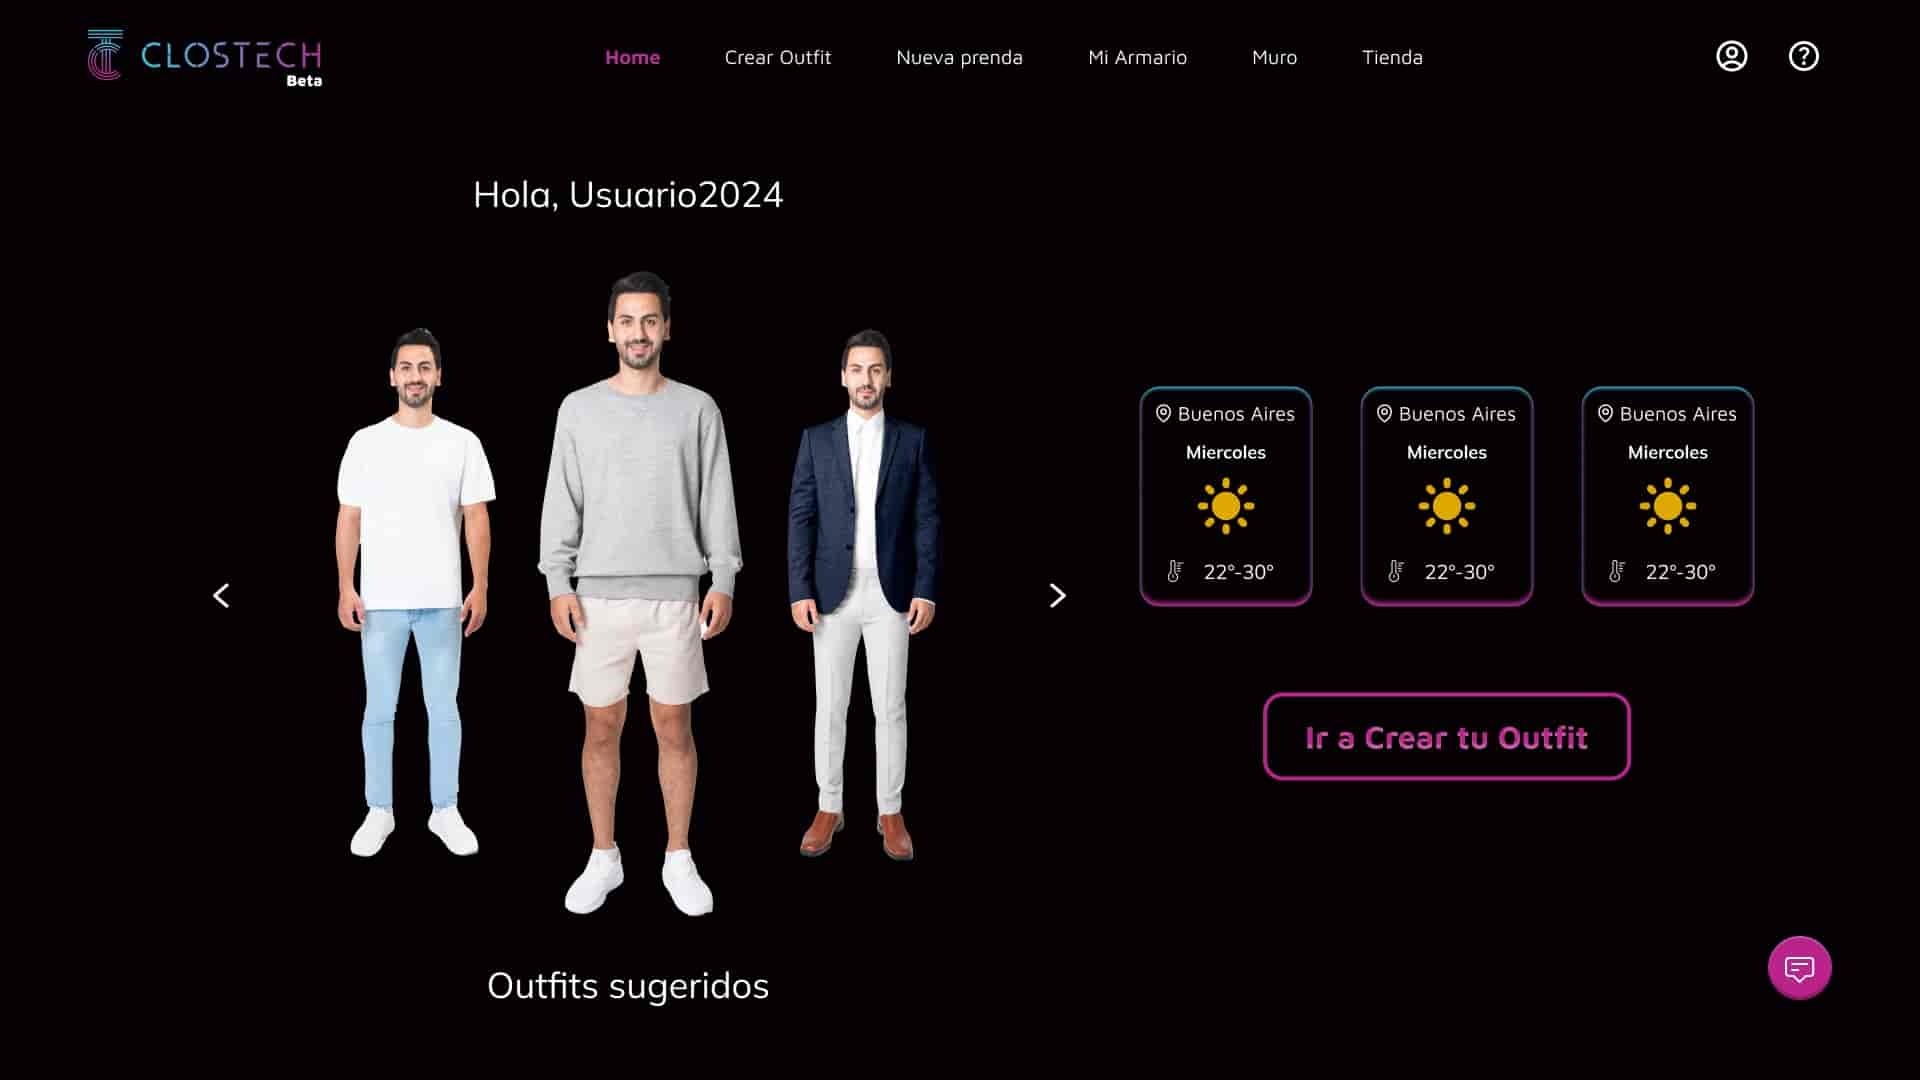 CLOSTECH
Beta
Home
Crear Outfit
Nueva prenda
Mi Armario
Muro
Tienda
Hola, Usuario2024
Buenos Aires
Miercoles
22°-30°
Buenos Aires
Miercoles
22°-30°
Buenos Aires
Miercoles
22°-30°
Ir a Crear tu Outfit
Outfits sugeridos